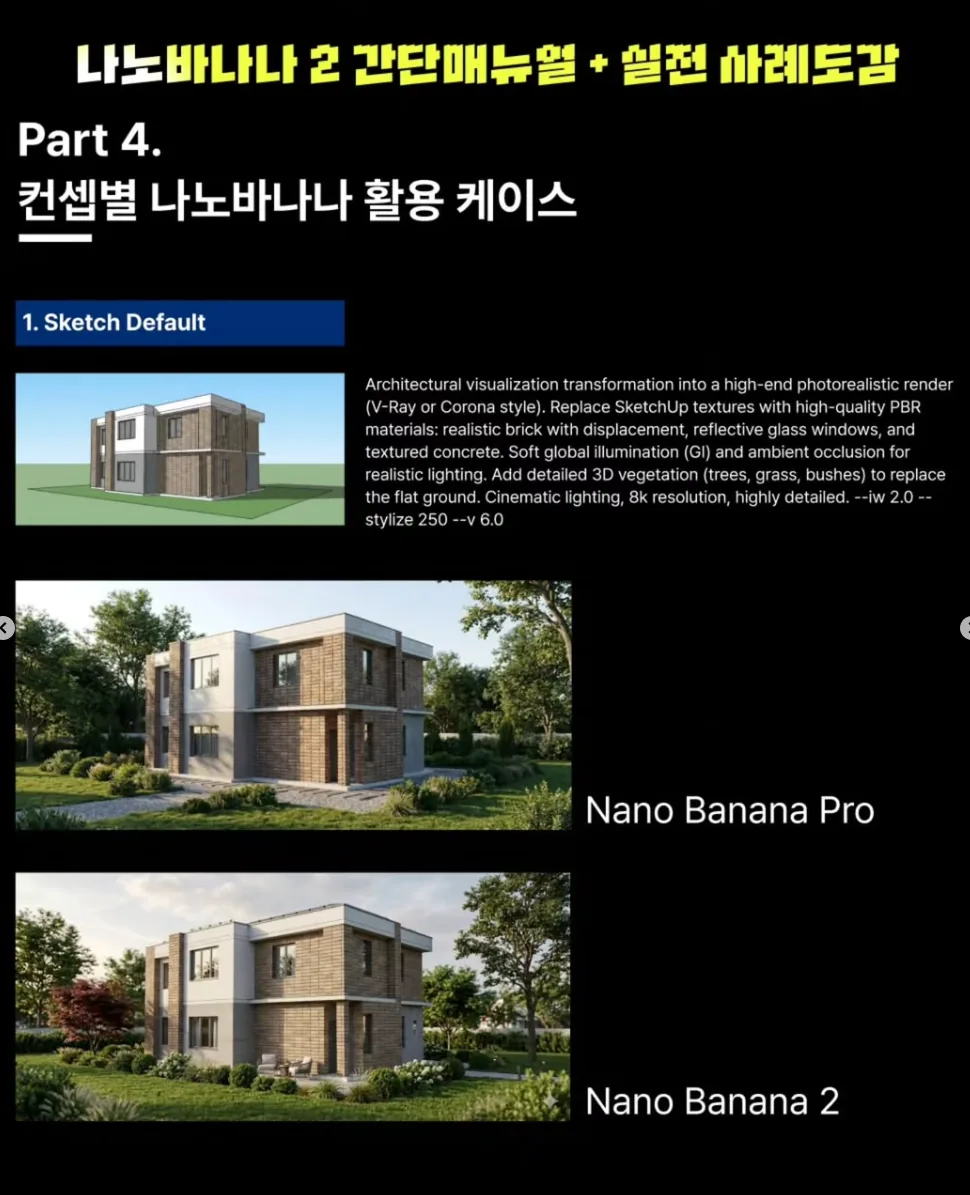 나노바나나 2 간단매뉴얼 + 실전 사례도감
Part 4.
컨셉별 나노바나나 활용 케이스
1. Sketch Default
Architectural visualization transformation into a high-end photorealistic render
(V-Ray or Corona style). Replace SketchUp textures with high-quality PBR
materials: realistic brick with displacement, reflective glass windows, and
textured concrete. Soft global illumination (GI) and ambient occlusion for
realistic lighting. Add detailed 3D vegetation (trees, grass, bushes) to replace
the flat ground. Cinematic lighting, 8k resolution, highly detailed. --iw 2.0 --
stylize 250 --v 6.0
Nano Banana Pro
Nano Banana 2